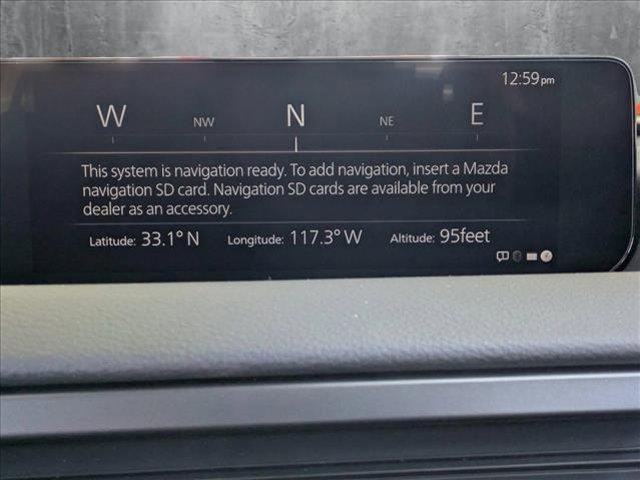 12:59pm
W NW N NE E
This system is navigation ready. To add navigation, insert a Mazda
navigation SD card. Navigation SD cards are available from your
dealer as an accessory.
Latitude: 33.1° N Longitude: 117.3° W Altitude: 95feet